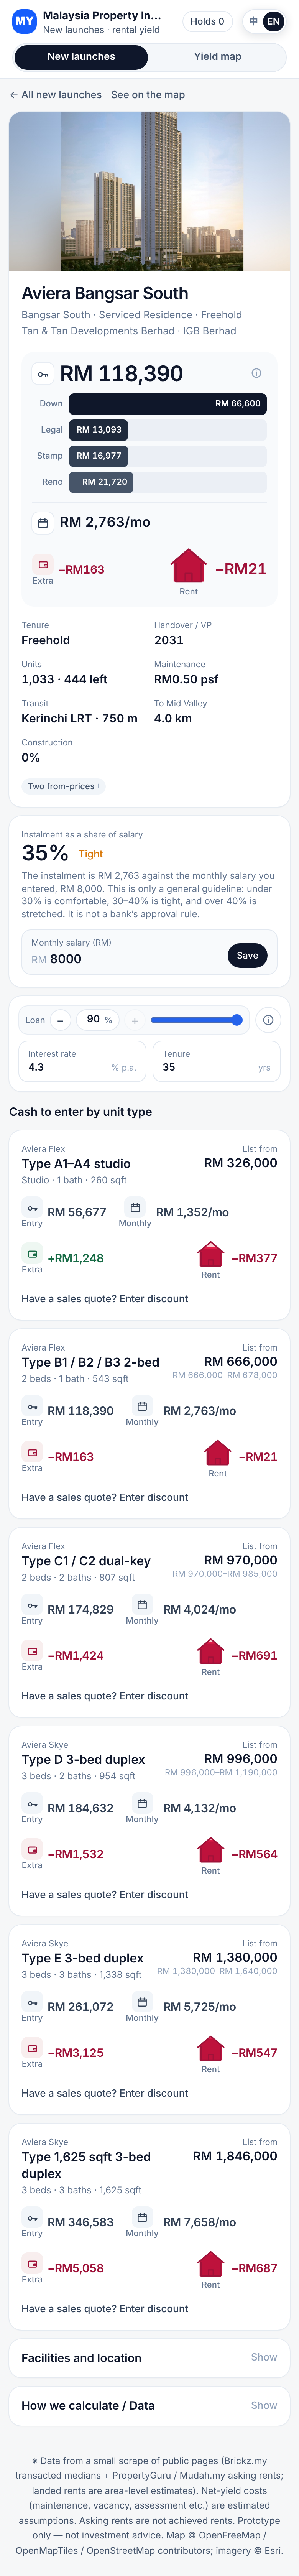 MY
Malaysia Property In...
New launches · rental yield
Holds 0
中 EN
New launches
Yield map
← All new launches See on the map
Aviera Bangsar South
Bangsar South · Serviced Residence · Freehold
Tan & Tan Developments Berhad · IGB Berhad
RM 118,390
Down RM 66,600
Legal RM 13,093
Stamp RM 16,977
Reno RM 21,720
RM 2,763/mo
−RM163
Extra
−RM21
Rent
Tenure
Freehold
Handover / VP
2031
Units
1,033 · 444 left
Maintenance
RM0.50 psf
Transit
Kerinchi LRT · 750 m
To Mid Valley
4.0 km
Construction
0%
Two from-prices i
Instalment as a share of salary
35% Tight
The instalment is RM 2,763 against the monthly salary you
entered, RM 8,000. This is only a general guideline: under
30% is comfortable, 30–40% is tight, and over 40% is
stretched. It is not a bank's approval rule.
Monthly salary (RM)
RM 8000
Save
Loan − 90 % +
Interest rate
4.3 % p.a.
Tenure
35 yrs
Cash to enter by unit type
Aviera Flex
Type A1–A4 studio
Studio · 1 bath · 260 sqft
List from
RM 326,000
Entry RM 56,677
Monthly RM 1,352/mo
Extra +RM1,248
Rent −RM377
Have a sales quote? Enter discount
Aviera Flex
Type B1 / B2 / B3 2-bed
2 beds · 1 bath · 543 sqft
List from
RM 666,000
RM 666,000–RM 678,000
Entry RM 118,390
Monthly RM 2,763/mo
Extra −RM163
Rent −RM21
Have a sales quote? Enter discount
Aviera Flex
Type C1 / C2 dual-key
2 beds · 2 baths · 807 sqft
List from
RM 970,000
RM 970,000–RM 985,000
Entry RM 174,829
Monthly RM 4,024/mo
Extra −RM1,424
Rent −RM691
Have a sales quote? Enter discount
Aviera Skye
Type D 3-bed duplex
3 beds · 2 baths · 954 sqft
List from
RM 996,000
RM 996,000–RM 1,190,000
Entry RM 184,632
Monthly RM 4,132/mo
Extra −RM1,532
Rent −RM564
Have a sales quote? Enter discount
Aviera Skye
Type E 3-bed duplex
3 beds · 3 baths · 1,338 sqft
List from
RM 1,380,000
RM 1,380,000–RM 1,640,000
Entry RM 261,072
Monthly RM 5,725/mo
Extra −RM3,125
Rent −RM547
Have a sales quote? Enter discount
Aviera Skye
Type 1,625 sqft 3-bed
duplex
3 beds · 3 baths · 1,625 sqft
List from
RM 1,846,000
Entry RM 346,583
Monthly RM 7,658/mo
Extra −RM5,058
Rent −RM687
Have a sales quote? Enter discount
Facilities and location Show
How we calculate / Data Show
※ Data from a small scrape of public pages (Brickz.my
transacted medians + PropertyGuru / Mudah.my asking rents;
landed rents are area-level estimates). Net-yield costs
(maintenance, vacancy, assessment etc.) are estimated
assumptions. Asking rents are not achieved rents. Prototype
only — not investment advice. Map © OpenFreeMap /
OpenMapTiles / OpenStreetMap contributors; imagery © Esri.